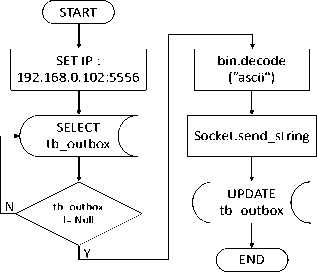 START
SET IP :
192.168.0.102:5556
SELECT
tb_outbox
tb_outbox
!= Null
N
Y
bin.decode
("ascii")
Socket.send_string
UPDATE
tb_outbox
END